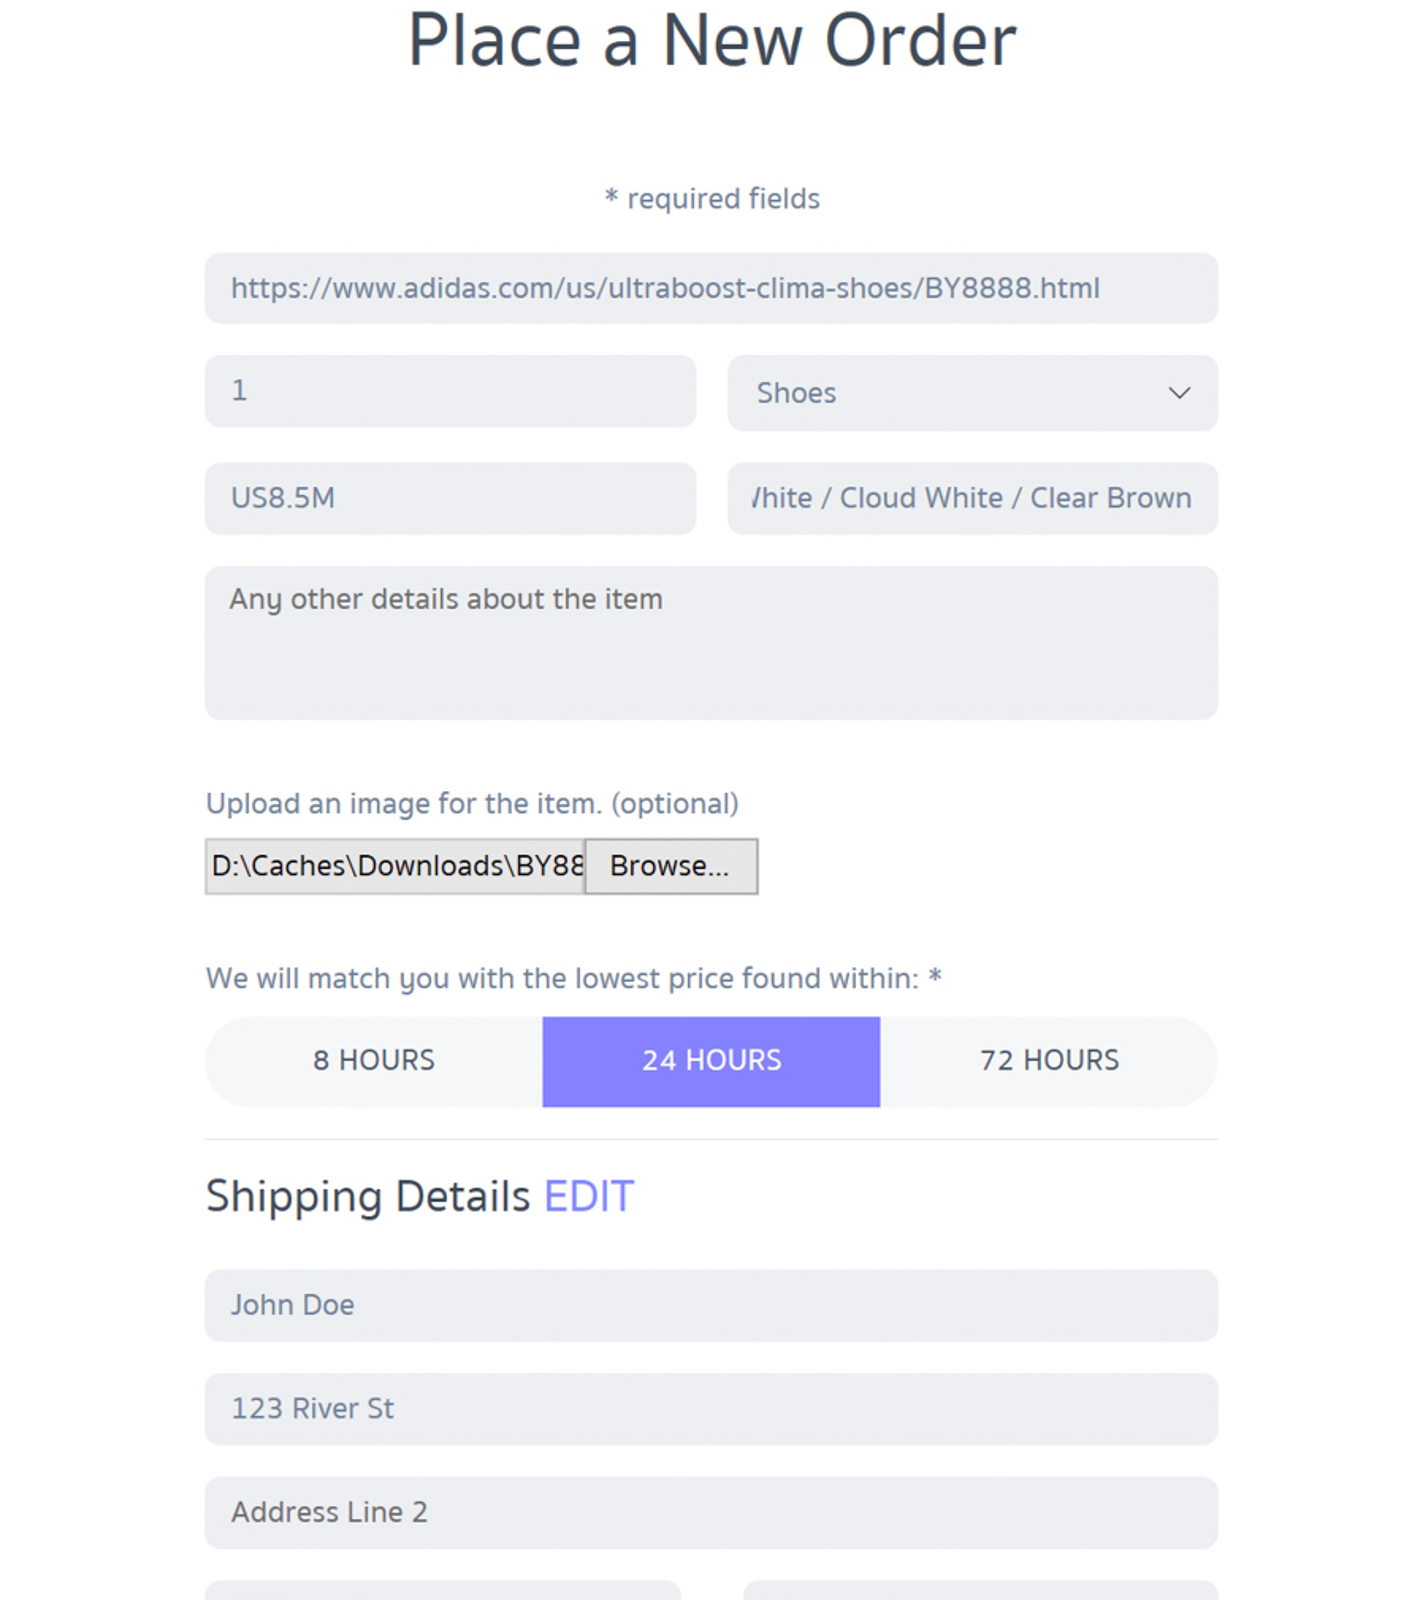 Place a New Order
* required fields
https://www.adidas.com/us/ultraboost-clima-shoes/BY8888.html
1
Shoes
US8.5M
/ Cloud White / Clear Brown
Any other details about the item
Upload an image for the item. (optional)
D:\Caches\Downloads\BY88
Browse...
We will match you with the lowest price found within: *
8 HOURS
24 HOURS
72 HOURS
Shipping Details EDIT
John Doe
123 River St
Address Line 2